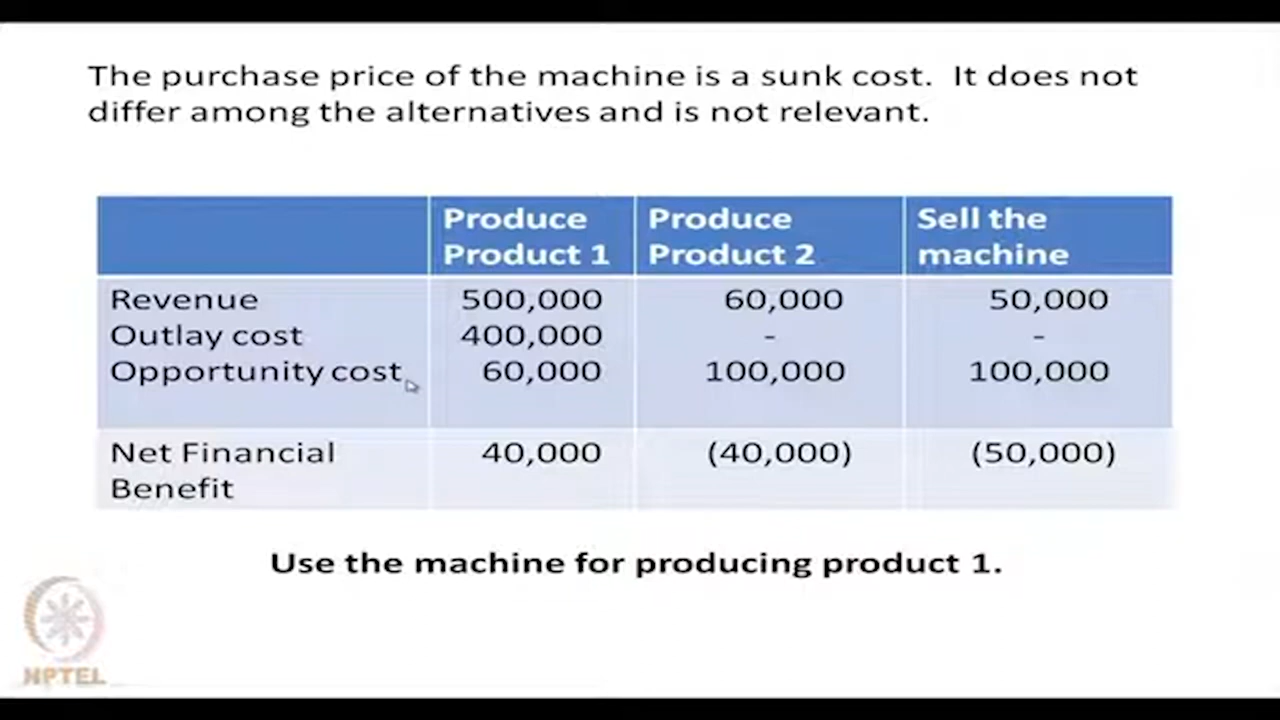 The purchase price of the machine is a sunk cost. It does not
differ among the alternatives and is not relevant.
Produce Product 1 Produce Product 2 Sell the machine
Revenue 500,000 60,000 50,000
Outlay cost 400,000 - -
Opportunity cost 60,000 100,000 100,000
Net Financial Benefit 40,000 (40,000) (50,000)
Use the machine for producing product 1.
NPTEL